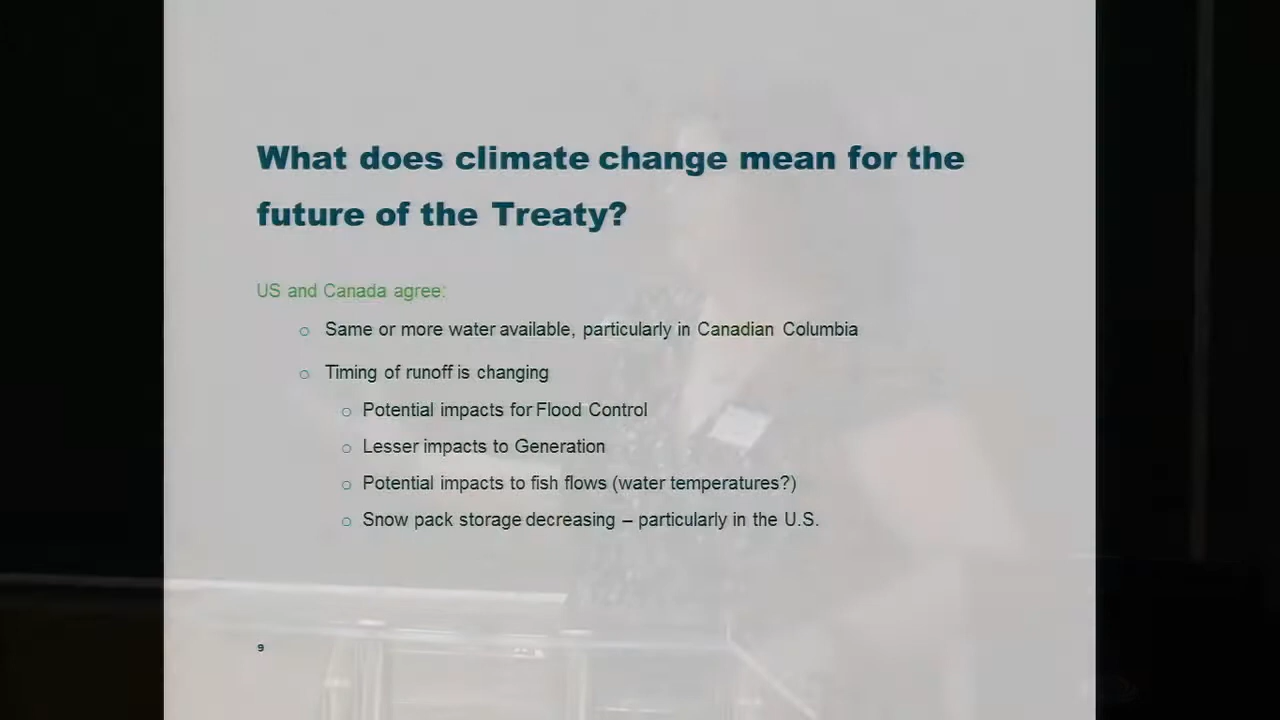 What does climate change mean for the
future of the Treaty?
US and Canada agree:
o Same or more water available, particularly in Canadian Columbia
o Timing of runoff is changing
o Potential impacts for Flood Control
o Lesser impacts to Generation
o Potential impacts to fish flows (water temperatures?)
o Snow pack storage decreasing – particularly in the U.S.
9